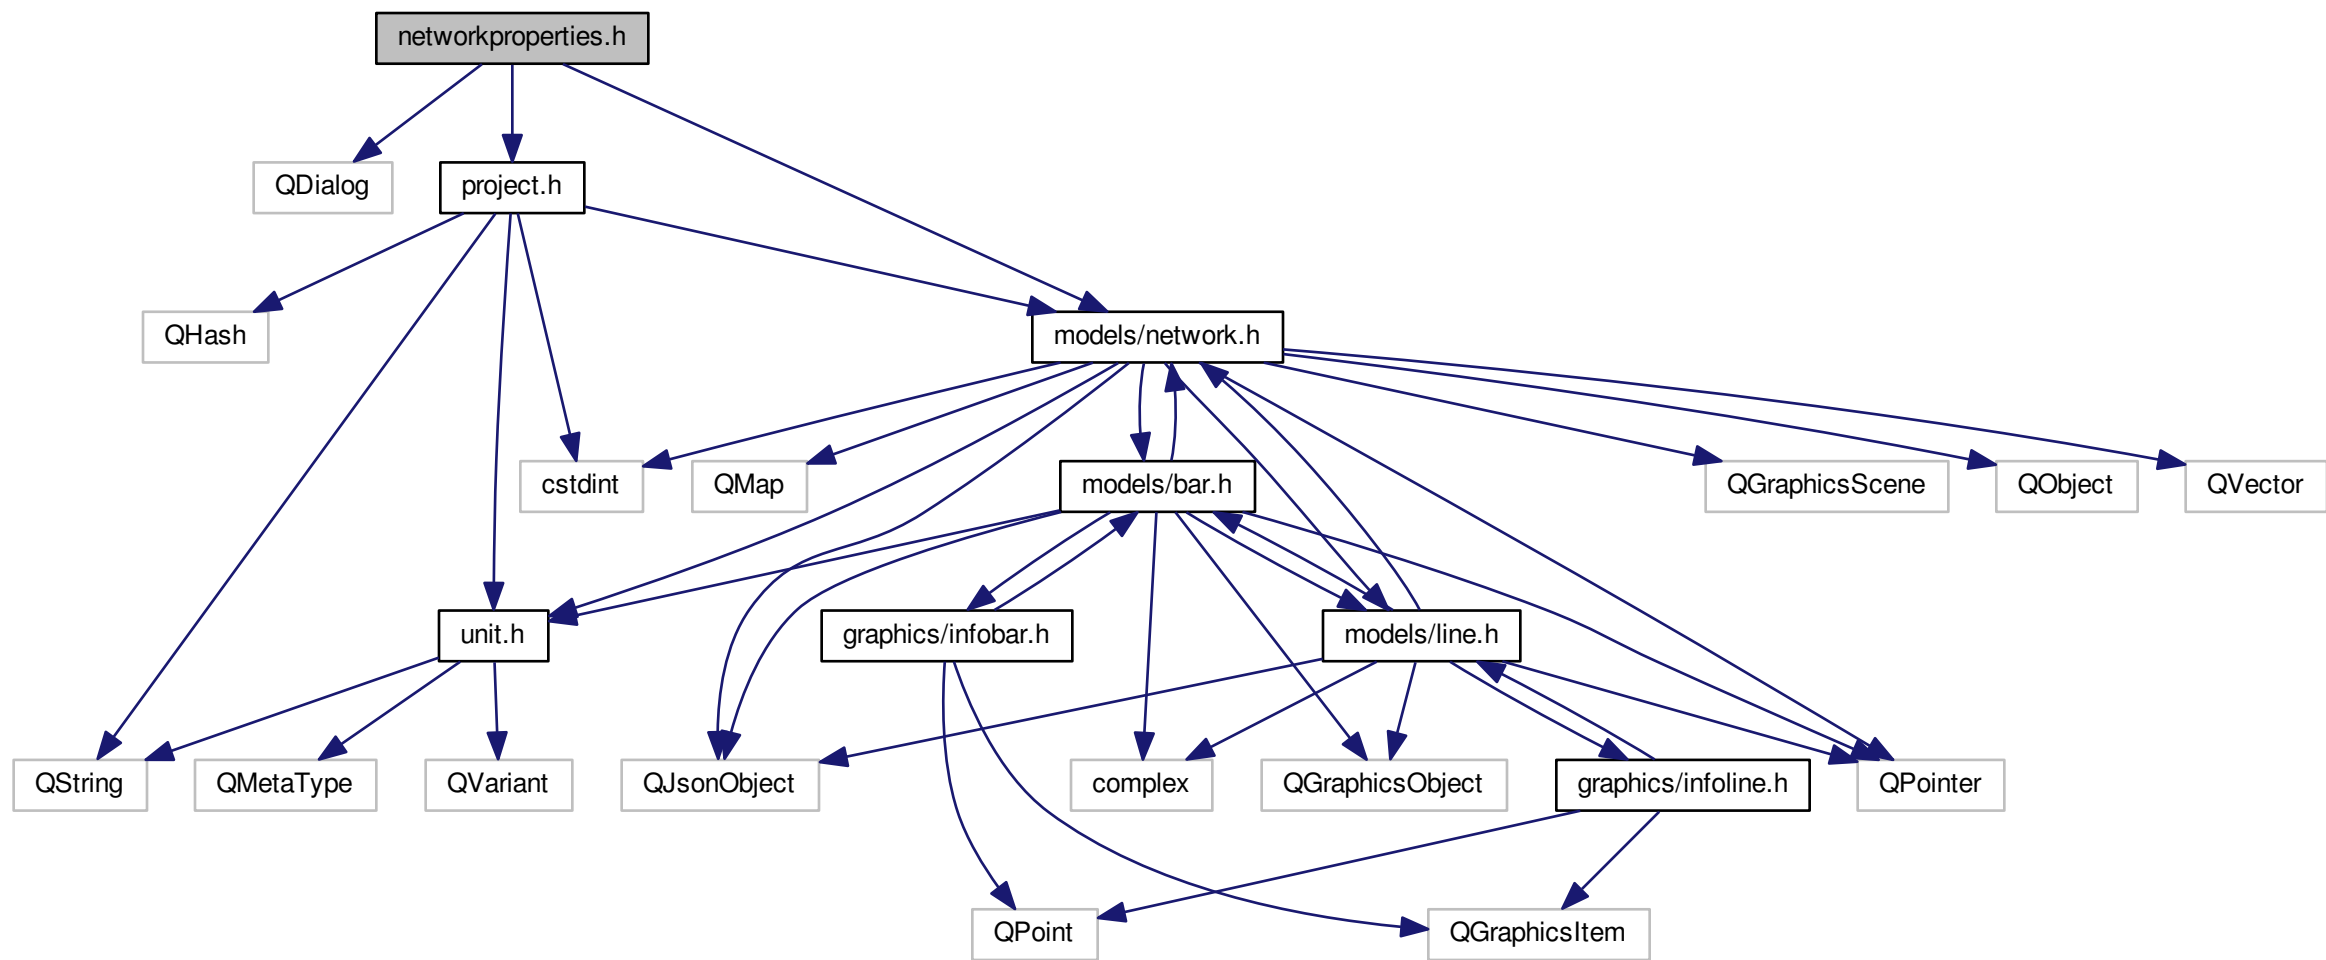 networkproperties.h
QDialog
project.h
QHash
models/network.h
cstdint
QMap
models/bar.h
QGraphicsScene
QObject
QVector
unit.h
graphics/infobar.h
models/line.h
QString
QMetaType
QVariant
QJsonObject
complex
QGraphicsObject
graphics/infoline.h
QPointer
QPoint
QGraphicsItem